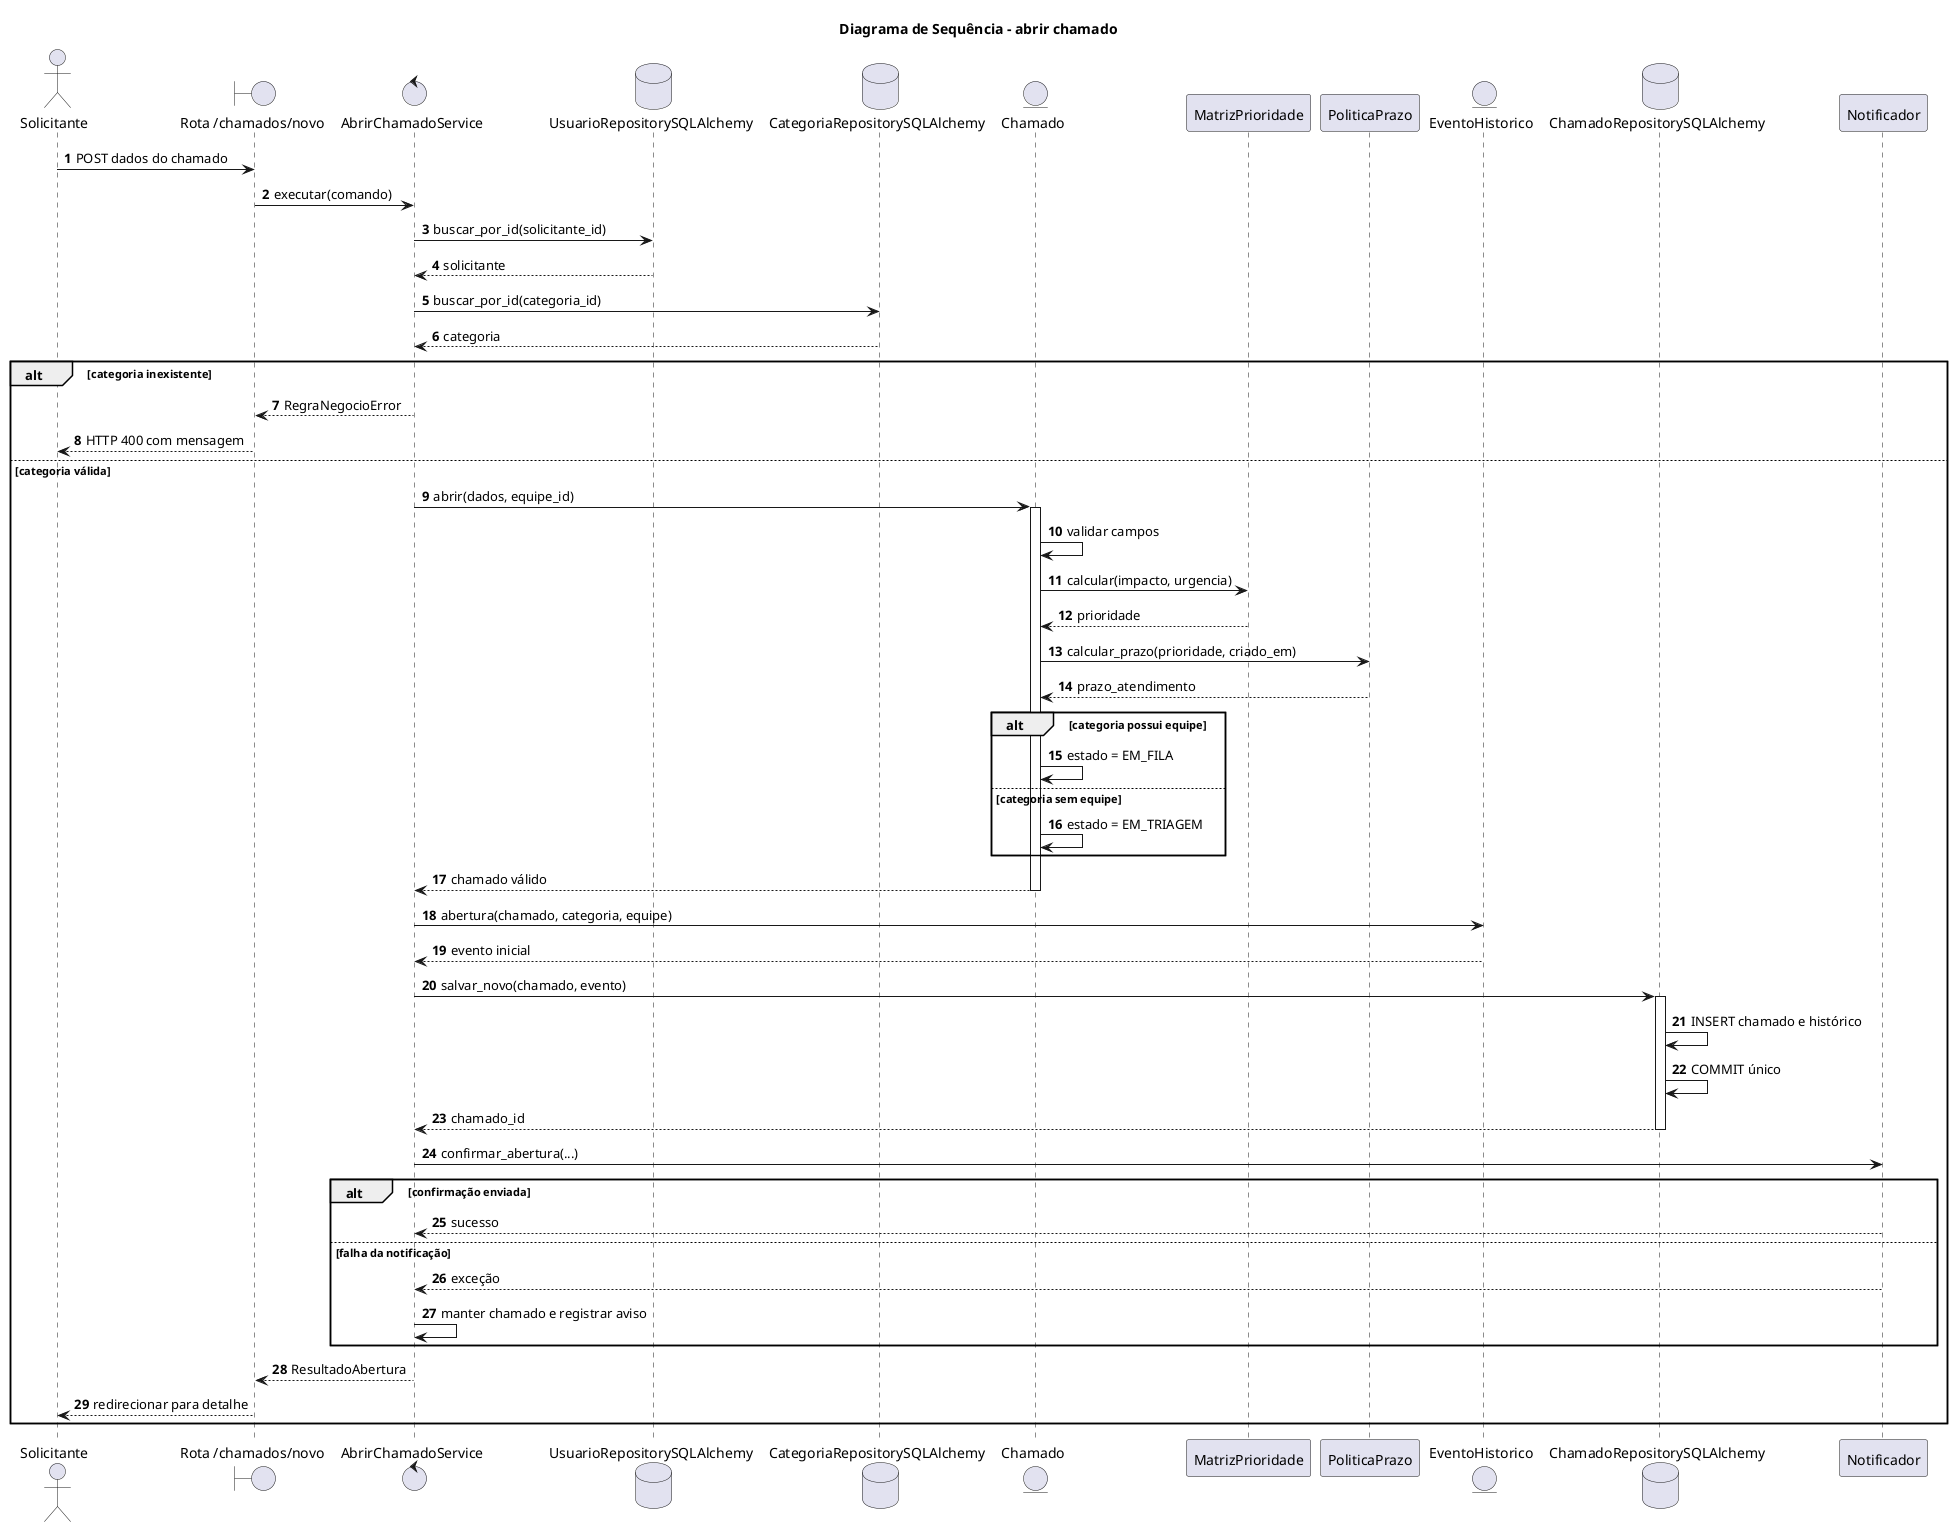 Diagrama de Sequência - abrir chamado
Solicitante
Rota /chamados/novo
AbrirChamadoService
UsuarioRepositorySQLAlchemy
CategoriaRepositorySQLAlchemy
Chamado
MatrizPrioridade
PoliticaPrazo
EventoHistorico
ChamadoRepositorySQLAlchemy
Notificador
1 POST dados do chamado
2 executar(comando)
3 buscar_por_id(solicitante_id)
4 solicitante
5 buscar_por_id(categoria_id)
6 categoria
alt [categoria inexistente]
7 RegraNegocioError
8 HTTP 400 com mensagem
[categoria válida]
9 abrir(dados, equipe_id)
10 validar campos
11 calcular(impacto, urgencia)
12 prioridade
13 calcular_prazo(prioridade, criado_em)
14 prazo_atendimento
alt [categoria possui equipe]
15 estado = EM_FILA
[categoria sem equipe]
16 estado = EM_TRIAGEM
17 chamado válido
18 abertura(chamado, categoria, equipe)
19 evento inicial
20 salvar_novo(chamado, evento)
21 INSERT chamado e histórico
22 COMMIT único
23 chamado_id
24 confirmar_abertura(...)
alt [confirmação enviada]
25 sucesso
[falha da notificação]
26 exceção
27 manter chamado e registrar aviso
28 ResultadoAbertura
29 redirecionar para detalhe
Solicitante
Rota /chamados/novo
AbrirChamadoService
UsuarioRepositorySQLAlchemy
CategoriaRepositorySQLAlchemy
Chamado
MatrizPrioridade
PoliticaPrazo
EventoHistorico
ChamadoRepositorySQLAlchemy
Notificador